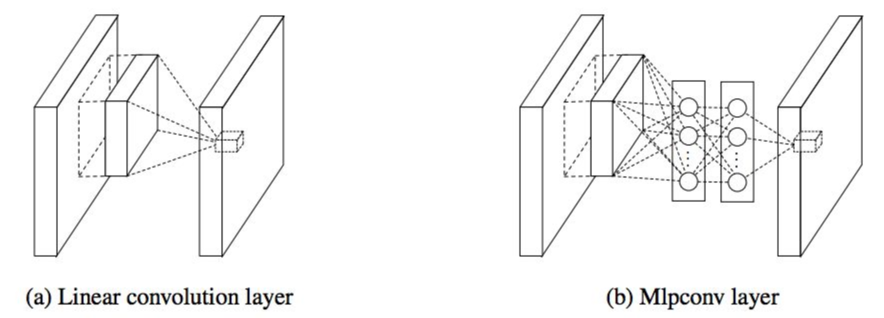 (a) Linear convolution layer
(b) Mlpconv layer